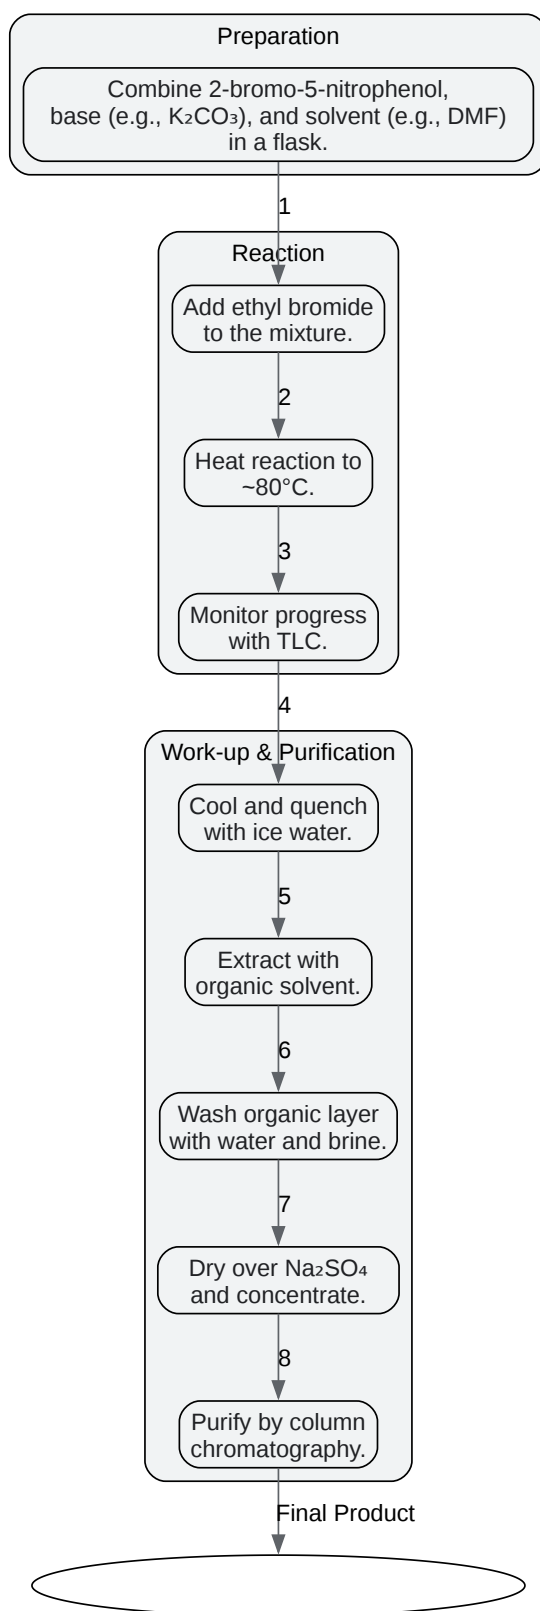 Preparation
Combine 2-bromo-5-nitrophenol,
base (e.g., K₂CO₃), and solvent (e.g., DMF)
in a flask.
1
Reaction
Add ethyl bromide
to the mixture.
2
Heat reaction to
~80°C.
3
Monitor progress
with TLC.
4
Work-up & Purification
Cool and quench
with ice water.
5
Extract with
organic solvent.
6
Wash organic layer
with water and brine.
7
Dry over Na₂SO₄
and concentrate.
8
Purify by column
chromatography.
Final Product